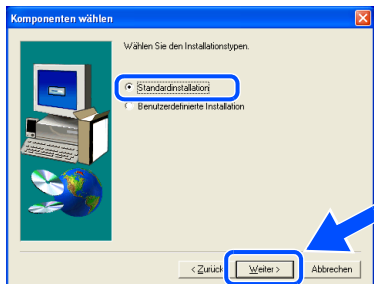 Komponenten wählen
Wählen Sie den Installationstypen.
Standardinstallation
Benutzerdefinierte Installation
< Zurück
Weiter >
Abbrechen